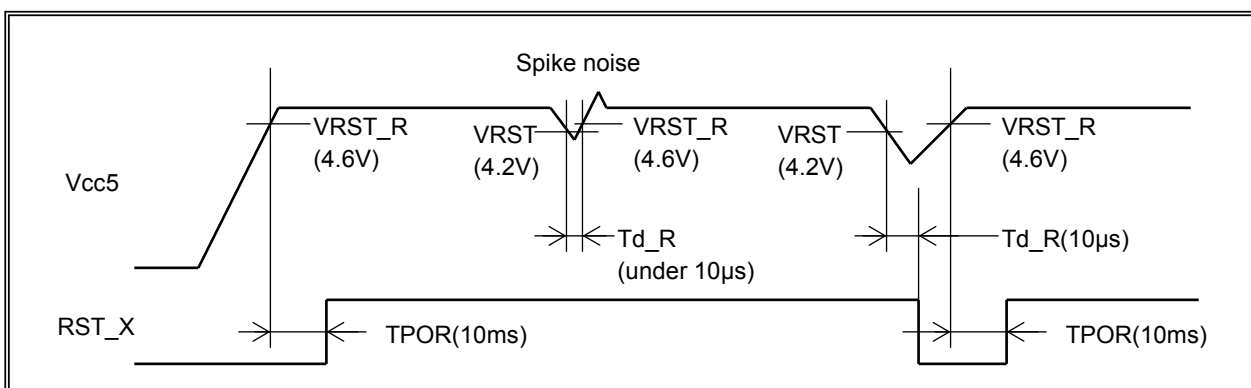 Spike noise
VRST_R
(4.6V)
VRST
(4.2V)
VRST_R
(4.6V)
VRST
(4.2V)
VRST_R
(4.6V)
Vcc5
Td_R
(under 10µs)
Td_R(10µs)
RST_X
TPOR(10ms)
TPOR(10ms)